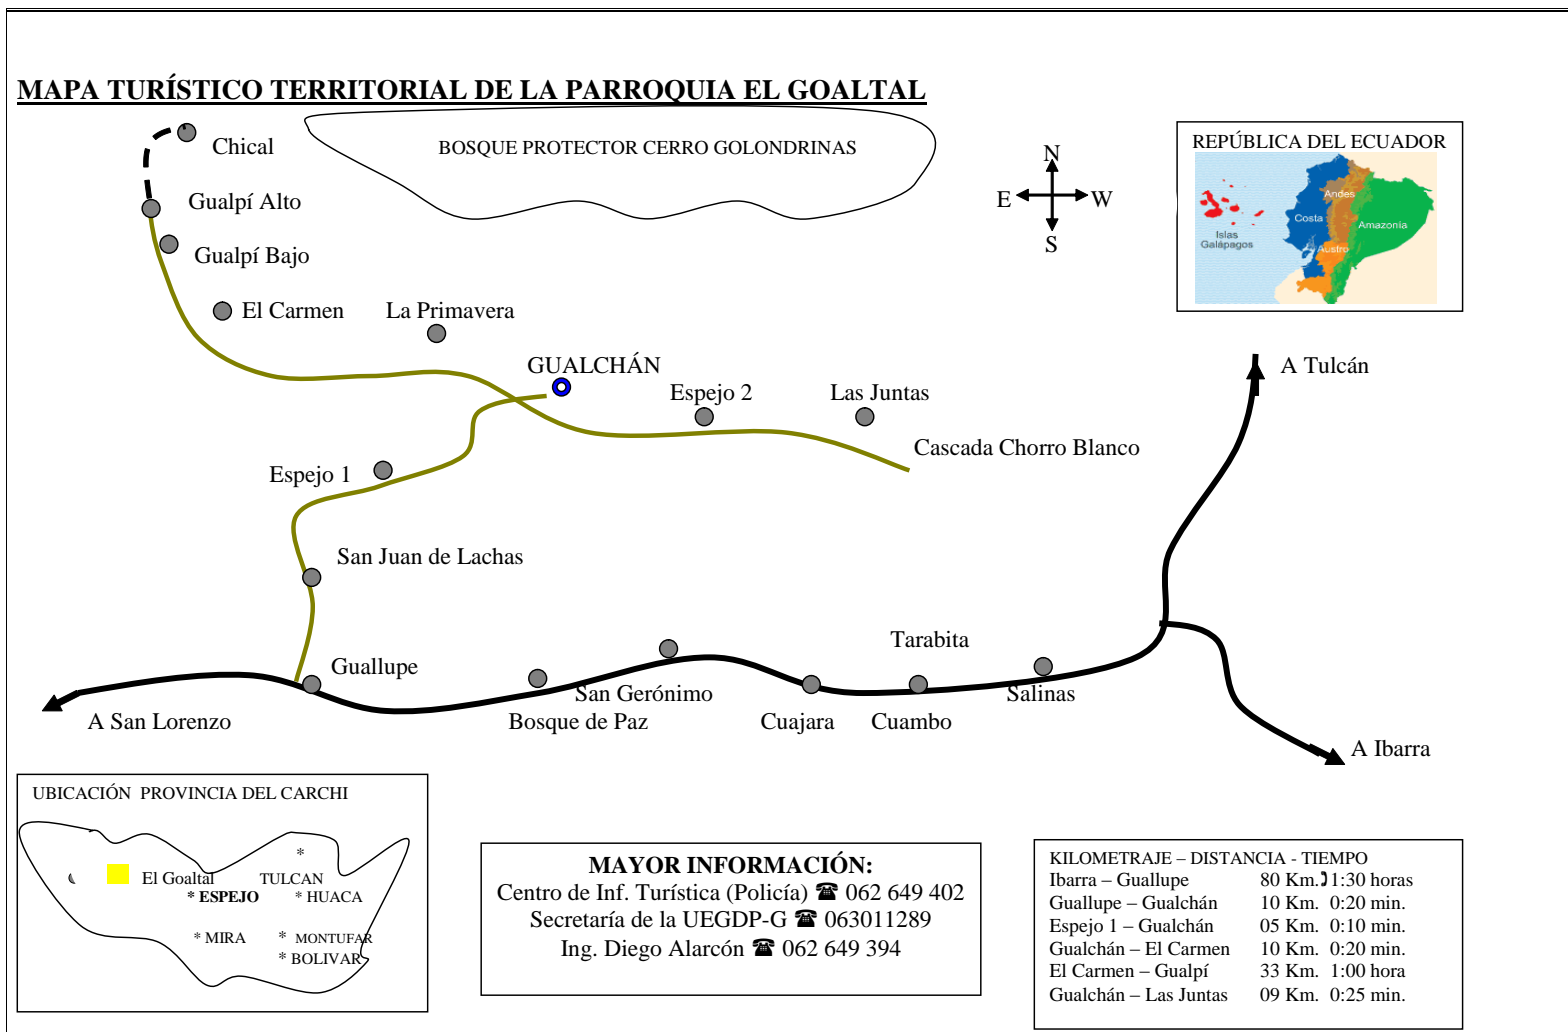 MAPA TURÍSTICO TERRITORIAL DE LA PARROQUIA EL GOALTAL
Chical
BOSQUE PROTECTOR CERRO GOLONDRINAS
Gualpí Alto
Gualpí Bajo
El Carmen
La Primavera
N
E
W
S
REPÚBLICA DEL ECUADOR
Andes
Costa
Amazonía
Islas
Galápagos
Austro
GUALCHÁN
Espejo 2
Las Juntas
A Tulcán
Cascada Chorro Blanco
Espejo 1
San Juan de Lachas
Guallupe
Tarabita
San Gerónimo
Salinas
A San Lorenzo
Bosque de Paz
Cuajara
Cuambo
A Ibarra
UBICACIÓN PROVINCIA DEL CARCHI
*
El Goaltal
TULCAN
* ESPEJO
* HUACA
* MIRA
* MONTUFAR
* BOLIVAR
MAYOR INFORMACIÓN:
Centro de Inf. Turística (Policía) ☎ 062 649 402
Secretaría de la UEGDP-G ☎ 063011289
Ing. Diego Alarcón ☎ 062 649 394
KILOMETRAJE – DISTANCIA - TIEMPO
Ibarra – Guallupe 80 Km. 1:30 horas
Guallupe – Gualchán 10 Km. 0:20 min.
Espejo 1 – Gualchán 05 Km. 0:10 min.
Gualchán – El Carmen 10 Km. 0:20 min.
El Carmen – Gualpí 33 Km. 1:00 hora
Gualchán – Las Juntas 09 Km. 0:25 min.